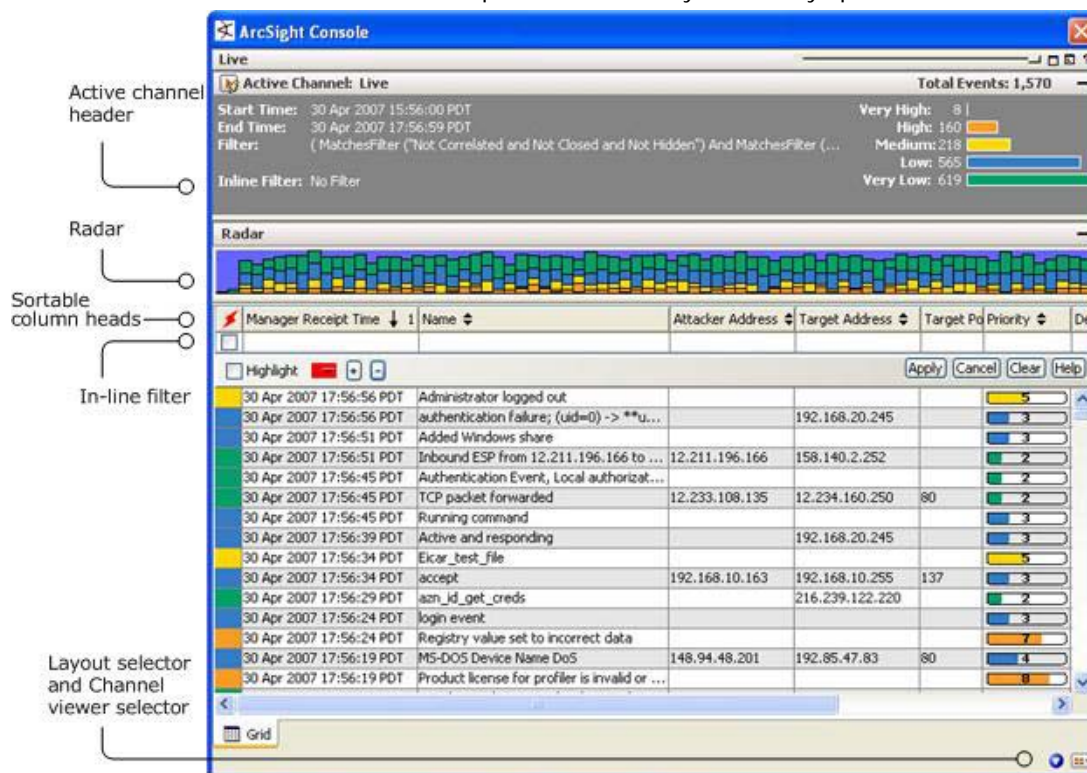 ArcSight Console
Live
Active Channel: Live Total Events: 1,570
Start Time: 30 Apr 2007 15:56:00 PDT
End Time: 30 Apr 2007 17:56:59 PDT
Filter: ( MatchesFilter ("Not Correlated and Not Closed and Not Hidden") And MatchesFilter (...
Inline Filter: No Filter
Very High: 8
High: 160
Medium: 218
Low: 565
Very Low: 619
Active channel
header
Radar
Radar
Sortable
column heads
In-line filter
Manager Receipt Time 1 Name Attacker Address Target Address Target Po Priority De
Highlight + - Apply Cancel Clear Help
30 Apr 2007 17:56:56 PDT Administrator logged out 5
30 Apr 2007 17:56:56 PDT authentication failure; (uid=0) -> **u... 192.168.20.245 3
30 Apr 2007 17:56:51 PDT Added Windows share 3
30 Apr 2007 17:56:51 PDT Inbound ESP from 12.211.196.166 to ... 12.211.196.166 158.140.2.252 2
30 Apr 2007 17:56:45 PDT Authentication Event, Local authorizat... 2
30 Apr 2007 17:56:45 PDT TCP packet forwarded 12.233.108.135 12.234.160.250 80 2
30 Apr 2007 17:56:45 PDT Running command 3
30 Apr 2007 17:56:39 PDT Active and responding 192.168.20.245 3
30 Apr 2007 17:56:34 PDT Eicar_test_file 5
30 Apr 2007 17:56:34 PDT accept 192.168.10.163 192.168.10.255 137 3
30 Apr 2007 17:56:29 PDT azn_id_get_creds 216.239.122.220 2
30 Apr 2007 17:56:24 PDT login event 3
30 Apr 2007 17:56:24 PDT Registry value set to incorrect data 7
30 Apr 2007 17:56:19 PDT MS-DOS Device Name DoS 148.94.48.201 192.85.47.83 80 4
30 Apr 2007 17:56:19 PDT Product license for profiler is invalid or ... 8
Layout selector
and Channel
viewer selector
Grid